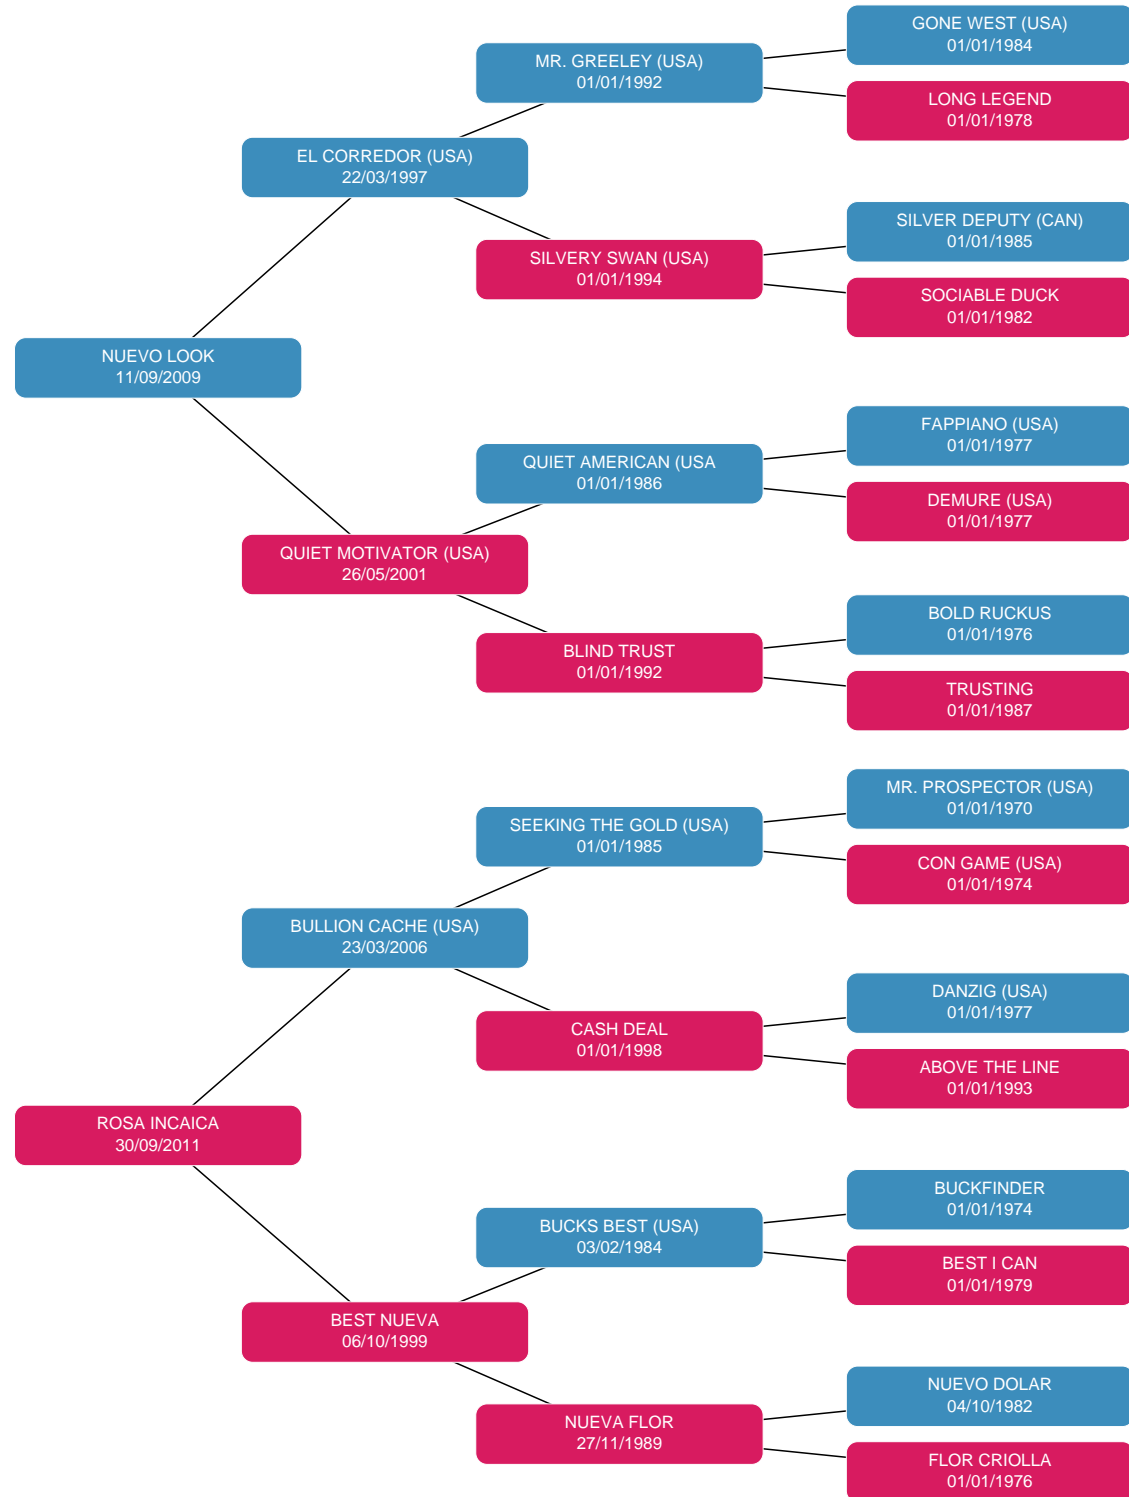 GONE WEST (USA)
01/01/1984
MR. GREELEY (USA)
01/01/1992
LONG LEGEND
01/01/1978
EL CORREDOR (USA)
22/03/1997
SILVER DEPUTY (CAN)
01/01/1985
SILVERY SWAN (USA)
01/01/1994
SOCIABLE DUCK
01/01/1982
NUEVO LOOK
11/09/2009
FAPPIANO (USA)
01/01/1977
QUIET AMERICAN (USA
01/01/1986
DEMURE (USA)
01/01/1977
QUIET MOTIVATOR (USA)
26/05/2001
BOLD RUCKUS
01/01/1976
BLIND TRUST
01/01/1992
TRUSTING
01/01/1987
MR. PROSPECTOR (USA)
01/01/1970
SEEKING THE GOLD (USA)
01/01/1985
CON GAME (USA)
01/01/1974
BULLION CACHE (USA)
23/03/2006
DANZIG (USA)
01/01/1977
CASH DEAL
01/01/1998
ABOVE THE LINE
01/01/1993
ROSA INCAICA
30/09/2011
BUCKFINDER
01/01/1974
BUCKS BEST (USA)
03/02/1984
BEST I CAN
01/01/1979
BEST NUEVA
06/10/1999
NUEVO DOLAR
04/10/1982
NUEVA FLOR
27/11/1989
FLOR CRIOLLA
01/01/1976